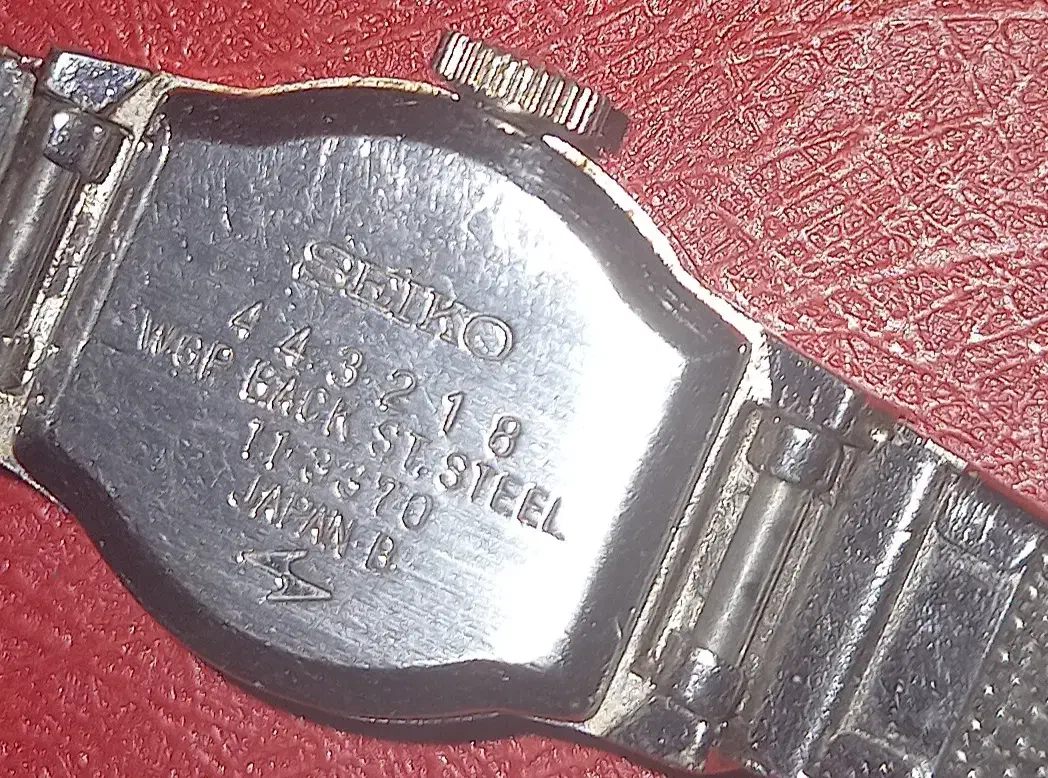 SEIKO
443218
WGP BACK ST. STEEL
11-3370
JAPAN-B